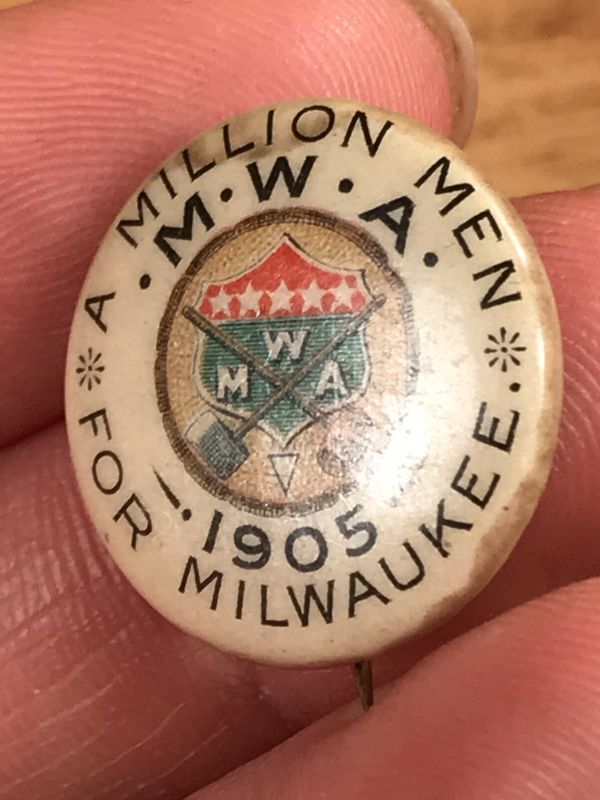 A MILLION MEN
FOR MILWAUKEE.
.M.W.A.
W
M A
.1905